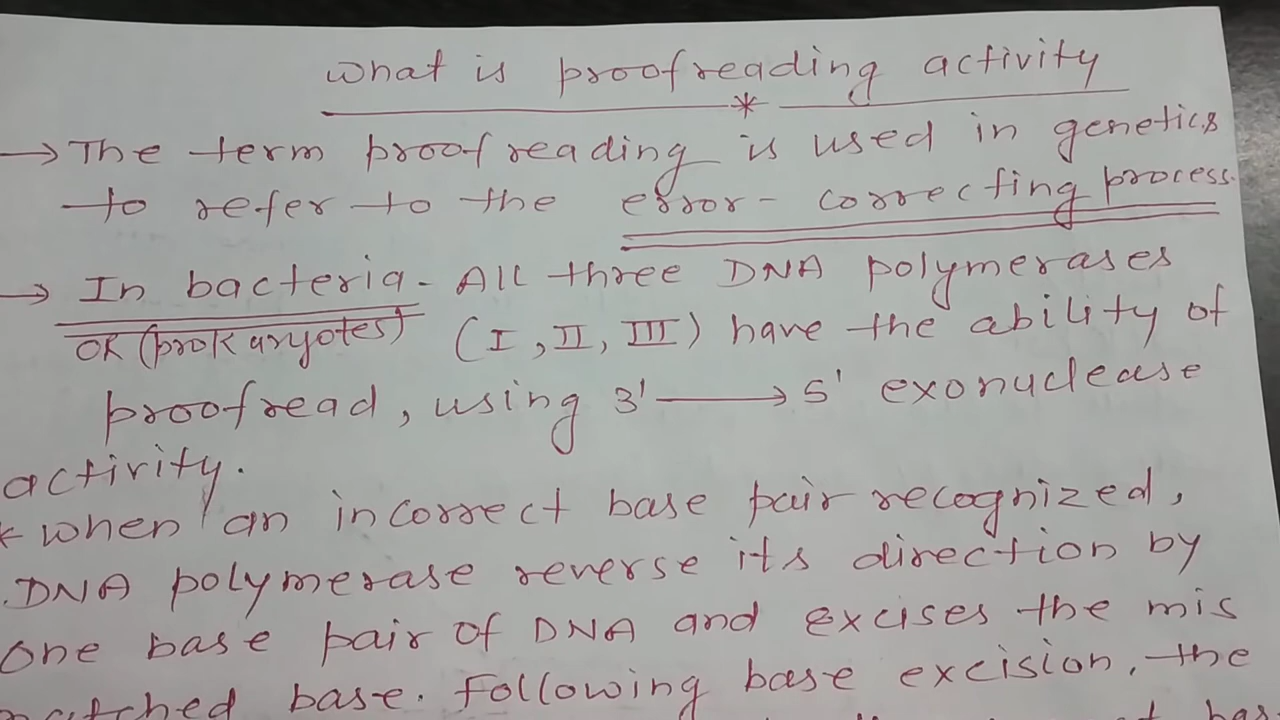 What is proofreading activity
*
→ The term proofreading is used in genetics
to refer to the error-correcting process.
→ In bacteria - All three DNA polymerases
OR (prokaryotes) (I, II, III) have the ability of
proofread, using 3' → 5' exonuclease
activity.
* When an incorrect base pair recognized,
DNA polymerase reverse its direction by
One base pair of DNA and excises the mis
matched base. Following base excision, the